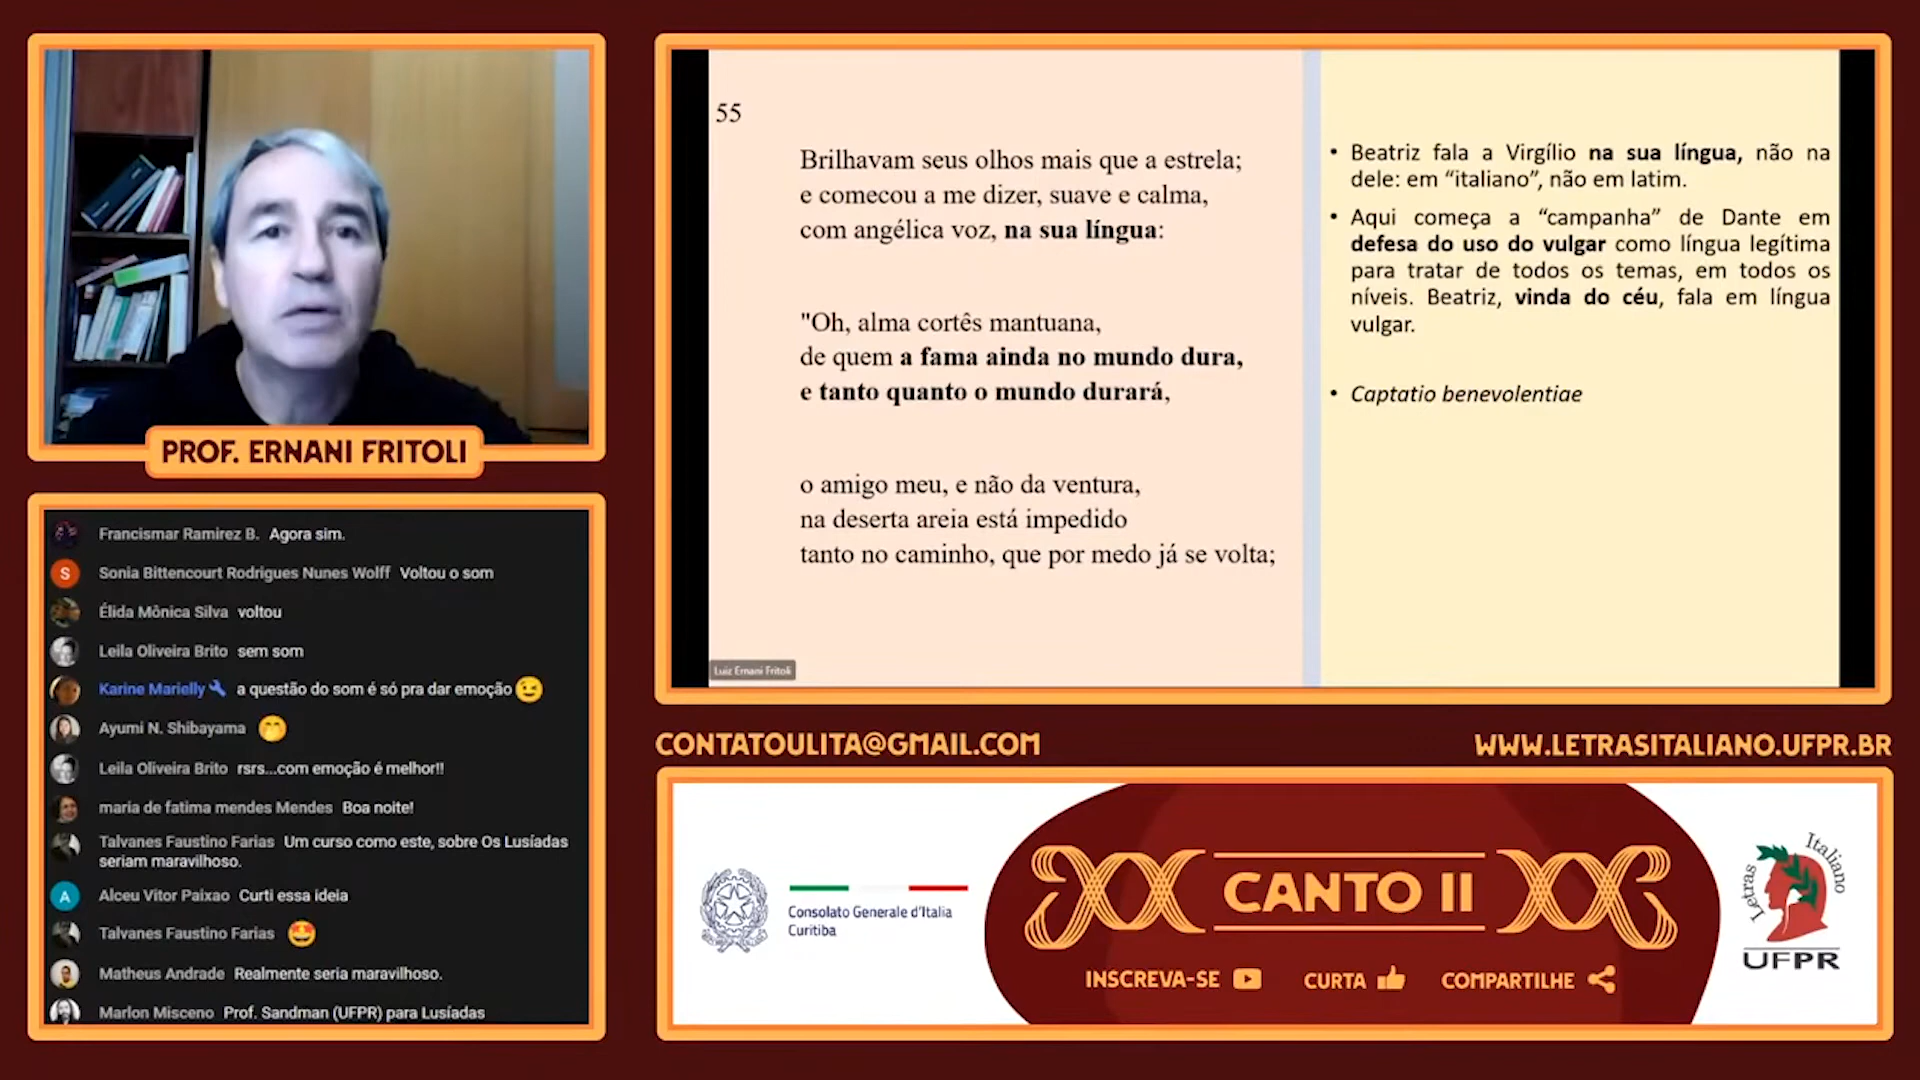 PROF. ERNANI FRITOLI
Francismar Ramirez B. Agora sim.
S
Sonia Bittencourt Rodrigues Nunes Wolff Voltou o som
Élida Mônica Silva voltou
Leila Oliveira Brito sem som
Karine Marielly a questão do som é só pra dar emoção 😉
Ayumi N. Shibayama 🤭
Leila Oliveira Brito rsrs...com emoção é melhor!!
maria de fatima mendes Mendes Boa noite!
Talvanes Faustino Farias Um curso como este, sobre Os Lusíadas
seriam maravilhoso.
A
Alceu Vitor Paixao Curti essa ideia
Talvanes Faustino Farias 🤩
Matheus Andrade Realmente seria maravilhoso.
Marlon Misceno Prof. Sandman (UFPR) para Lusíadas
55
Brilhavam seus olhos mais que a estrela;
e comecou a me dizer, suave e calma,
com angélica voz, na sua língua:
"Oh, alma cortês mantuana,
de quem a fama ainda no mundo dura,
e tanto quanto o mundo durará,
o amigo meu, e não da ventura,
na deserta areia está impedido
tanto no caminho, que por medo já se volta;
Luiz Ernani Fritoli
• Beatriz fala a Virgílio na sua língua, não na
dele: em “italiano”, não em latim.
• Aqui começa a “campanha” de Dante em
defesa do uso do vulgar como língua legítima
para tratar de todos os temas, em todos os
níveis. Beatriz, vinda do céu, fala em língua
vulgar.
• Captatio benevolentiae
CONTATOULITA@GMAIL.COM
WWW.LETRASITALIANO.UFPR.BR
Consolato Generale d'Italia
Curitiba
CANTO II
INSCREVA-SE
CURTA
COMPARTILHE
Letras Italiano
UFPR